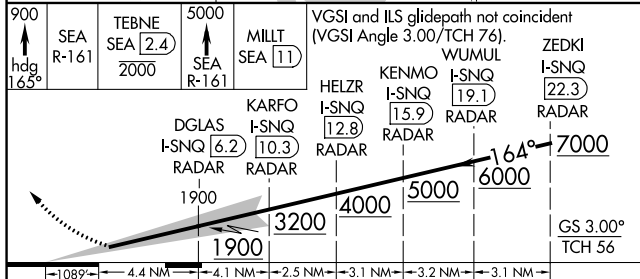 900
hdg
165°
SEA
R-161
TEBNE
SEA 2.4
2000
5000
SEA
R-161
MILLT
SEA 11
VGSI and ILS glidepath not coincident
(VGSI Angle 3.00/TCH 76).
ZEDKI
I-SNQ
22.3
RADAR
WUMUL
I-SNQ
19.1
RADAR
KENMO
I-SNQ
15.9
RADAR
HELZR
I-SNQ
12.8
RADAR
KARFO
I-SNQ
10.3
RADAR
DGLAS
I-SNQ 6.2
RADAR
164°
7000
6000
5000
4000
3200
1900
1900
GS 3.00°
TCH 56
1089'
4.4 NM
4.1 NM
2.5 NM
3.1 NM
3.2 NM
3.1 NM